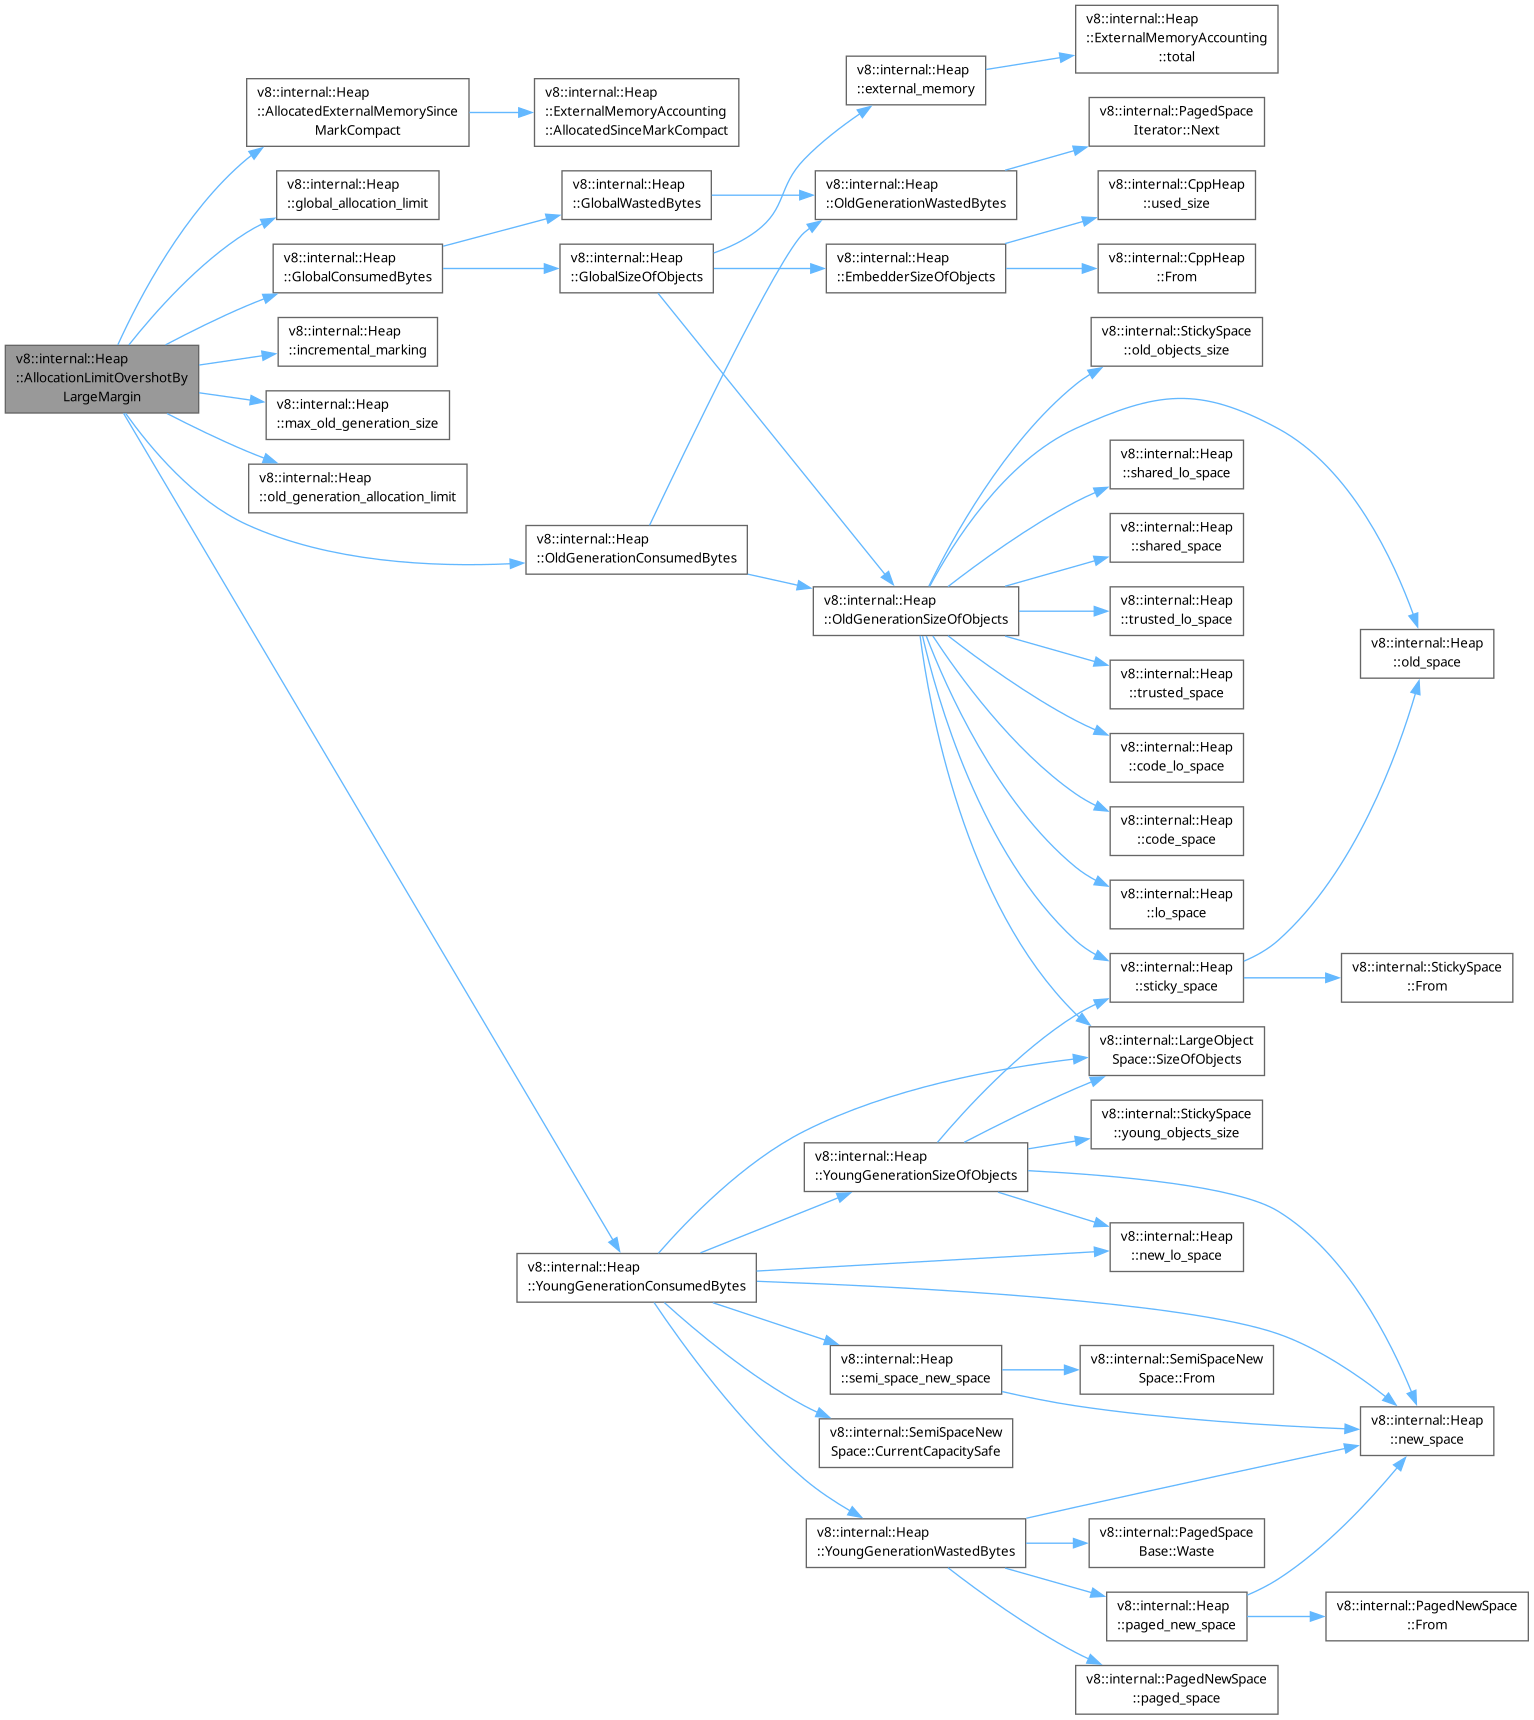 v8::internal::Heap
::AllocationLimitOvershotBy
LargeMargin
v8::internal::Heap
::AllocatedExternalMemorySince
MarkCompact
v8::internal::Heap
::ExternalMemoryAccounting
::AllocatedSinceMarkCompact
v8::internal::Heap
::global_allocation_limit
v8::internal::Heap
::GlobalConsumedBytes
v8::internal::Heap
::GlobalWastedBytes
v8::internal::Heap
::GlobalSizeOfObjects
v8::internal::Heap
::incremental_marking
v8::internal::Heap
::max_old_generation_size
v8::internal::Heap
::old_generation_allocation_limit
v8::internal::Heap
::OldGenerationConsumedBytes
v8::internal::Heap
::YoungGenerationConsumedBytes
v8::internal::Heap
::external_memory
v8::internal::Heap
::ExternalMemoryAccounting
::total
v8::internal::Heap
::OldGenerationWastedBytes
v8::internal::PagedSpace
Iterator::Next
v8::internal::Heap
::EmbedderSizeOfObjects
v8::internal::CppHeap
::used_size
v8::internal::CppHeap
::From
v8::internal::Heap
::OldGenerationSizeOfObjects
v8::internal::StickySpace
::old_objects_size
v8::internal::Heap
::shared_lo_space
v8::internal::Heap
::shared_space
v8::internal::Heap
::trusted_lo_space
v8::internal::Heap
::trusted_space
v8::internal::Heap
::code_lo_space
v8::internal::Heap
::code_space
v8::internal::Heap
::lo_space
v8::internal::Heap
::sticky_space
v8::internal::Heap
::old_space
v8::internal::StickySpace
::From
v8::internal::LargeObject
Space::SizeOfObjects
v8::internal::Heap
::YoungGenerationSizeOfObjects
v8::internal::StickySpace
::young_objects_size
v8::internal::Heap
::new_lo_space
v8::internal::Heap
::semi_space_new_space
v8::internal::SemiSpaceNew
Space::From
v8::internal::SemiSpaceNew
Space::CurrentCapacitySafe
v8::internal::Heap
::new_space
v8::internal::Heap
::YoungGenerationWastedBytes
v8::internal::PagedSpace
Base::Waste
v8::internal::Heap
::paged_new_space
v8::internal::PagedNewSpace
::From
v8::internal::PagedNewSpace
::paged_space